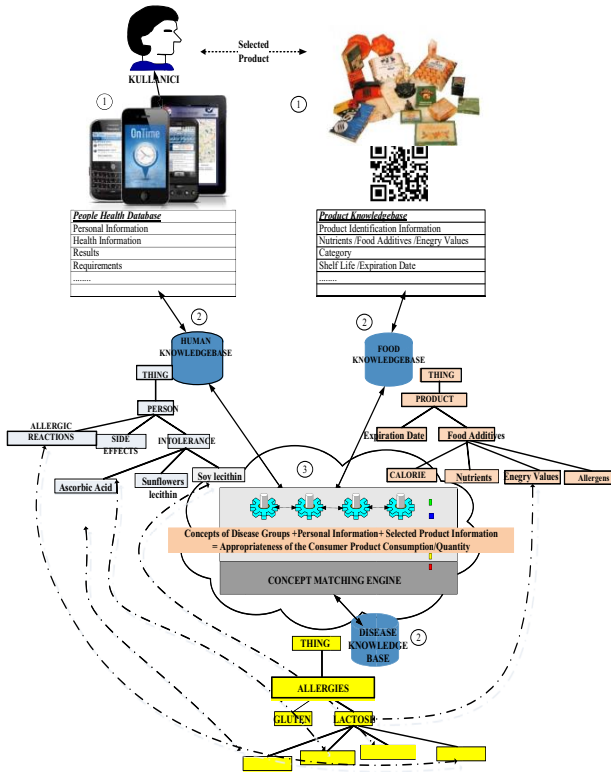 Selected
Product
KULLANICI
1
1
OnTime
People Health Database
Personal Information
Health Information
Results
Requirements
........
Product Knowledgebase
Product Identification Information
Nutrients /Food Additives /Enegry Values
Category
Shelf Life /Expiration Date
........
2
2
HUMAN
KNOWLEDGEBASE
FOOD
KNOWLEDGEBASE
THING
PERSON
ALLERGIC
REACTIONS
SIDE
EFFECTS
INTOLERANCE
Ascorbic Acid
Sunflowers
lecithin
Soy lecithin
THING
PRODUCT
Expiration Date
Food Additives
CALORIE
Nutrients
Enegry Values
Allergens
3
Concepts of Disease Groups +Personal Information+ Selected Product Information
= Appropriateness of the Consumer Product Consumption/Quantity
CONCEPT MATCHING ENGINE
2
DISEASE
KNOWLEDGE
BASE
THING
ALLERGIES
GLUTEN
LACTOSE